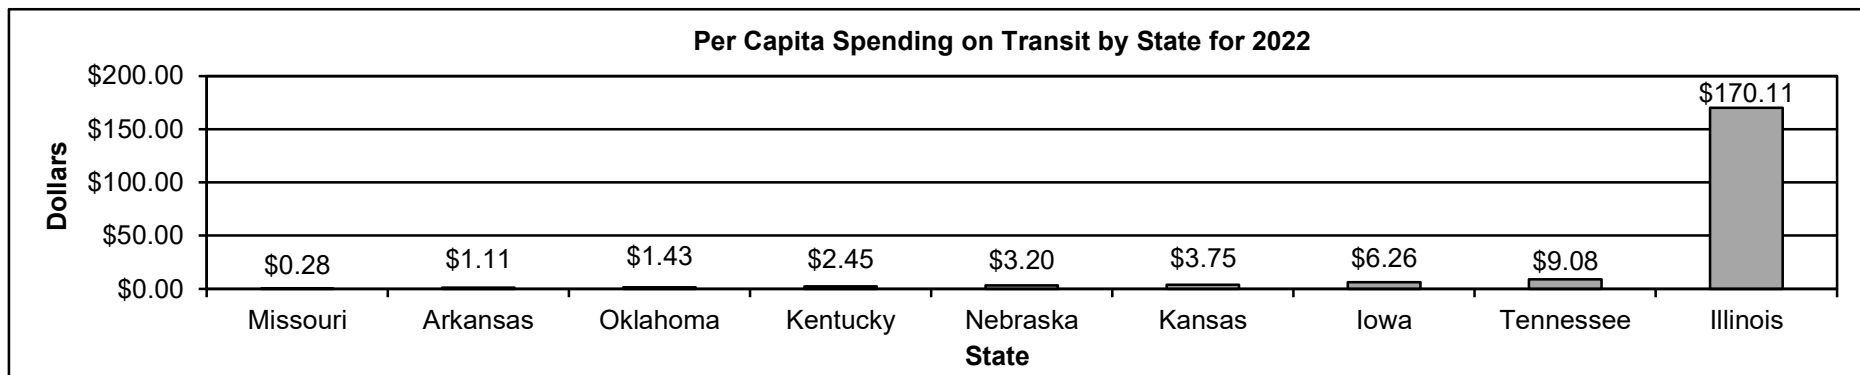 Per Capita Spending on Transit by State for 2022
$200.00
$150.00
$100.00
$50.00
$0.00
Dollars
$0.28
$1.11
$1.43
$2.45
$3.20
$3.75
$6.26
$9.08
$170.11
Missouri
Arkansas
Oklahoma
Kentucky
Nebraska
Kansas
Iowa
Tennessee
Illinois
State